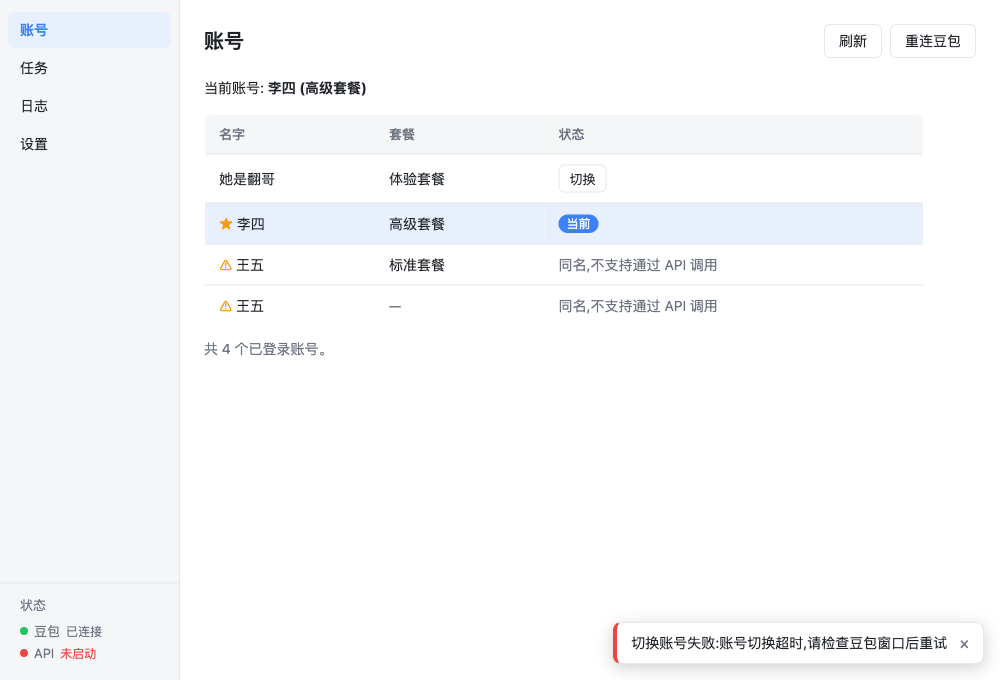 账号
任务
日志
设置
账号
刷新
重连豆包
当前账号: 李四 (高级套餐)
名字 套餐 状态
她是翻哥 体验套餐 切换
李四 高级套餐 当前
王五 标准套餐 同名,不支持通过 API 调用
王五 — 同名,不支持通过 API 调用
共 4 个已登录账号。
状态
豆包 已连接
API 未启动
切换账号失败:账号切换超时,请检查豆包窗口后重试 ×